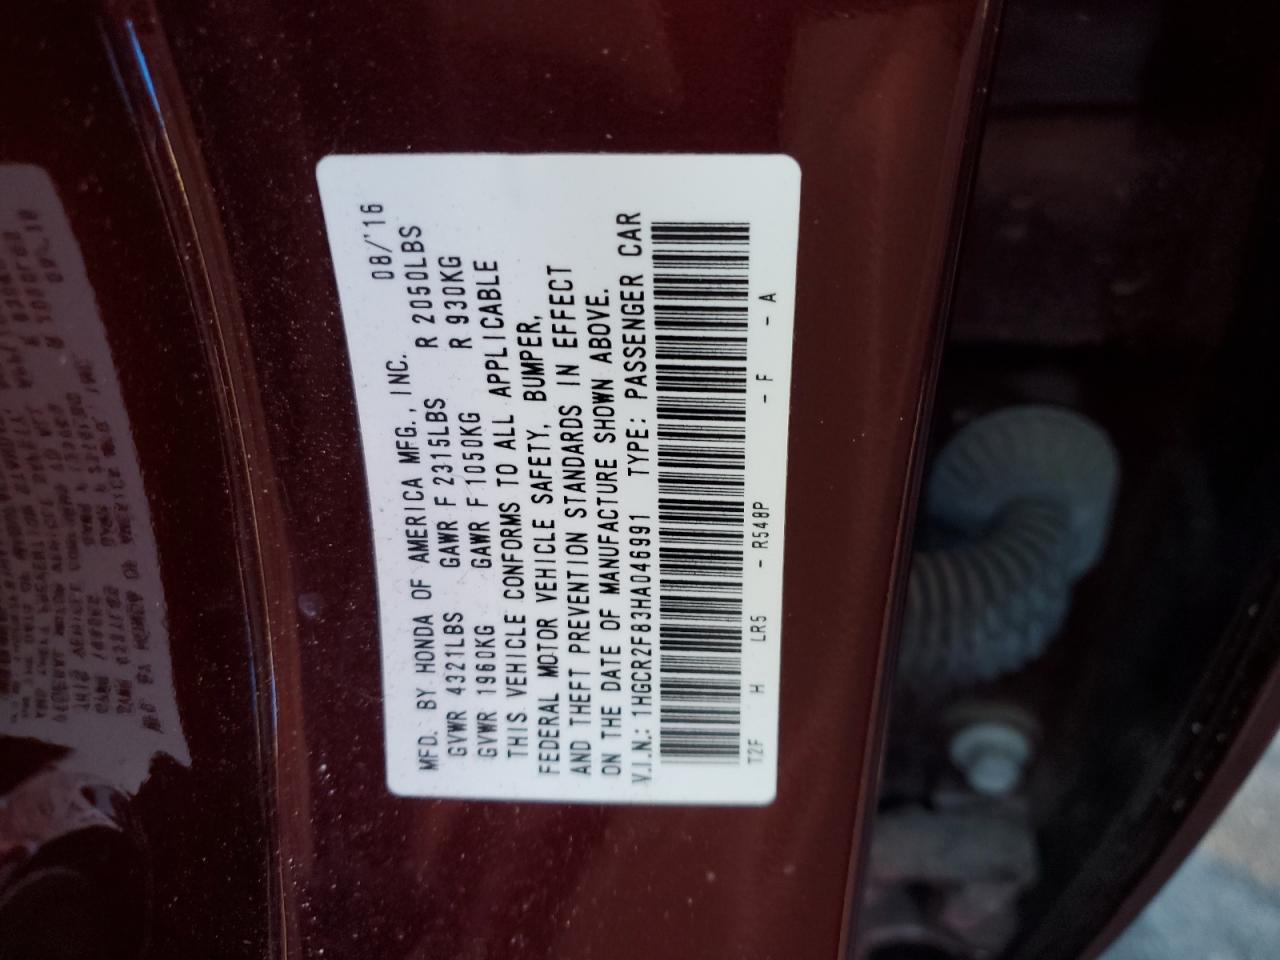 MFD. BY HONDA OF AMERICA MFG., INC. 08/'16
GVWR 4321LBS GAWR F 2315LBS R 2050LBS
GVWR 1960KG GAWR F 1050KG R 930KG
THIS VEHICLE CONFORMS TO ALL APPLICABLE
FEDERAL MOTOR VEHICLE SAFETY, BUMPER,
AND THEFT PREVENTION STANDARDS IN EFFECT
ON THE DATE OF MANUFACTURE SHOWN ABOVE.
V.I.N.: 1HGCR2F83HA046991 TYPE: PASSENGER CAR
T2F H LR5 - R548P - F - A